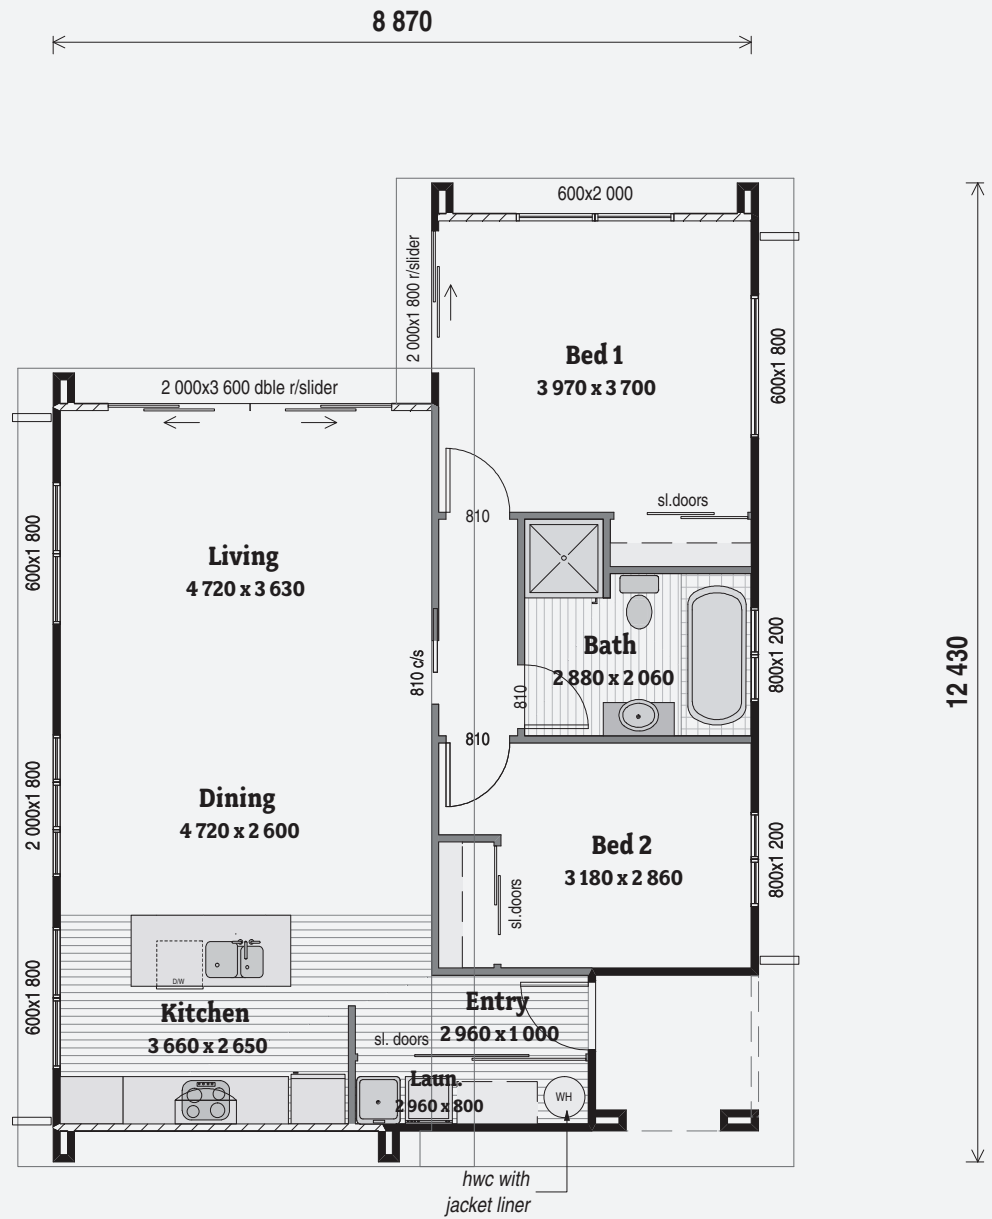 8 870
600x2 000
2 000x1 800 r/slider
Bed 1
3 970 x 3 700
600x1 800
2 000x3 600 dble r/slider
sl.doors
810
600x1 800
Living
4 720 x 3 630
810 c/s
Bath
2 880 x 2 060
810
800x1 200
12 430
810
2 000x1 800
Dining
4 720 x 2 600
Bed 2
3 180 x 2 860
800x1 200
sl.doors
D/W
600x1 800
Kitchen
3 660 x 2 650
Entry
2 960 x 1 000
sl. doors
Laun.
2 960 x 800
WH
hwc with
jacket liner